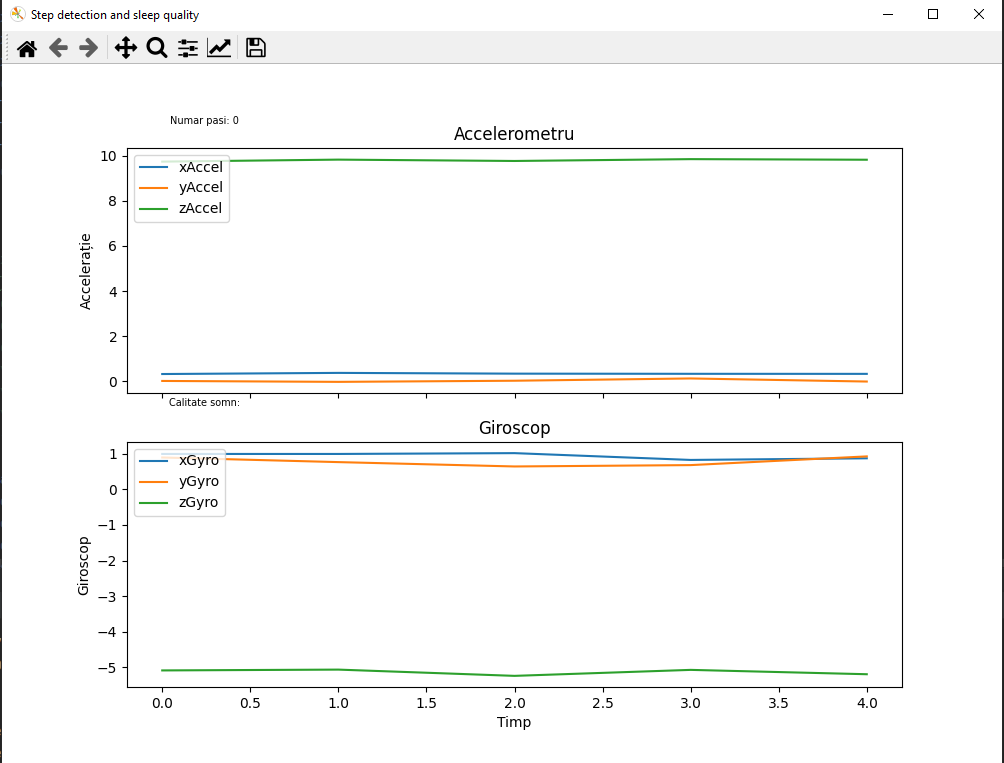 Step detection and sleep quality
Numar pasi: 0
Accelerometru
10
8
6
4
2
0
Accelerație
xAccel
yAccel
zAccel
Calitate somn:
Giroscop
1
0
−1
−2
−3
−4
−5
Giroscop
xGyro
yGyro
zGyro
0.0 0.5 1.0 1.5 2.0 2.5 3.0 3.5 4.0
Timp